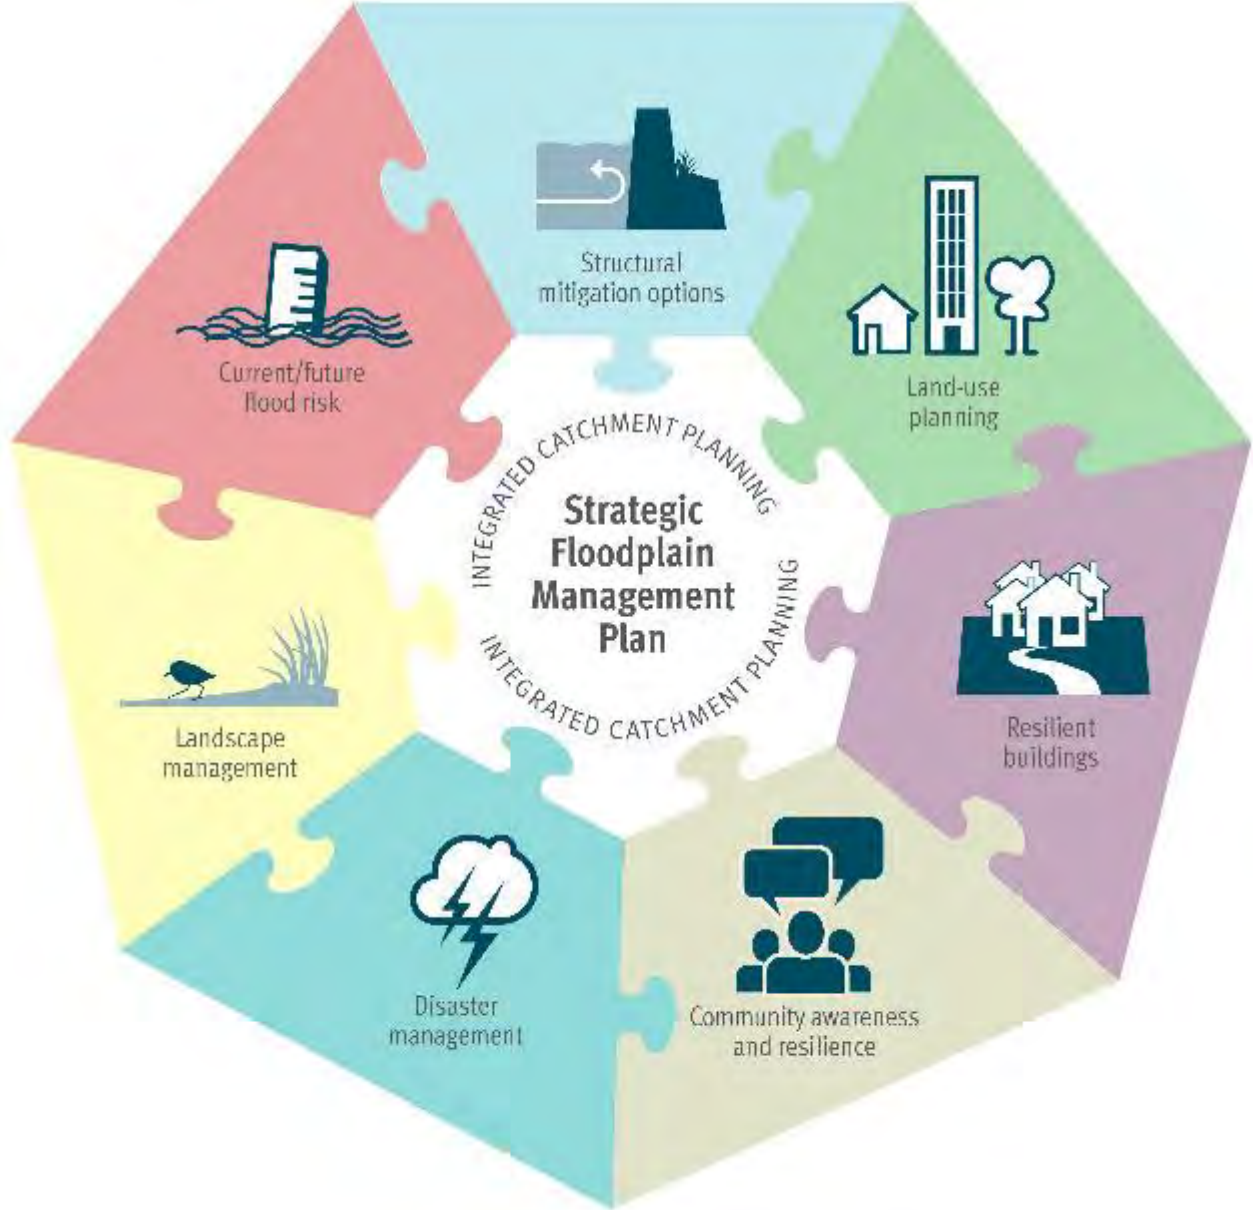 Structural
mitigation options
Land-use
planning
Resilient
buildings
Community awareness
and resilience
Disaster
management
Landscape
management
Current/future
flood risk
INTEGRATED CATCHMENT PLANNING
Strategic
Floodplain
Management
Plan
INTEGRATED CATCHMENT PLANNING